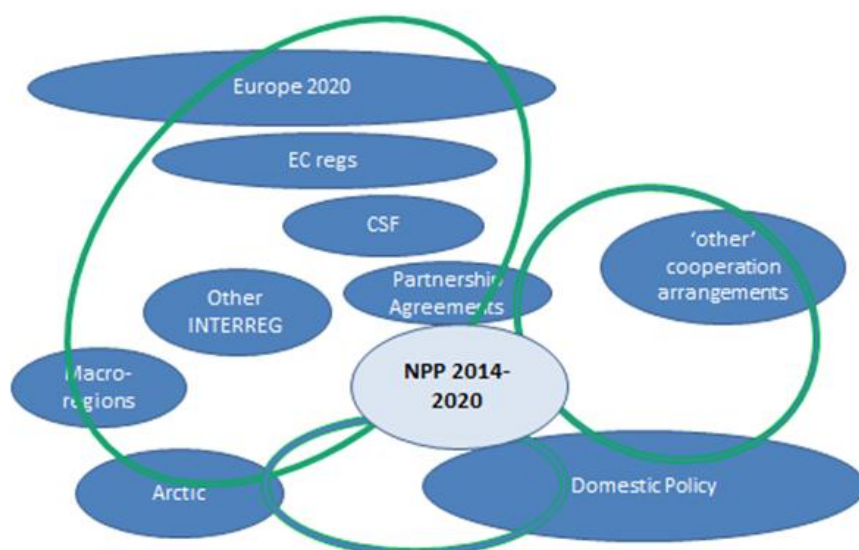 Europe 2020
EC regs
CSF
'other'
cooperation
arrangements
Partnership
Agreements
Other
INTERREG
NPP 2014-
2020
Macro-
regions
Arctic
Domestic Policy